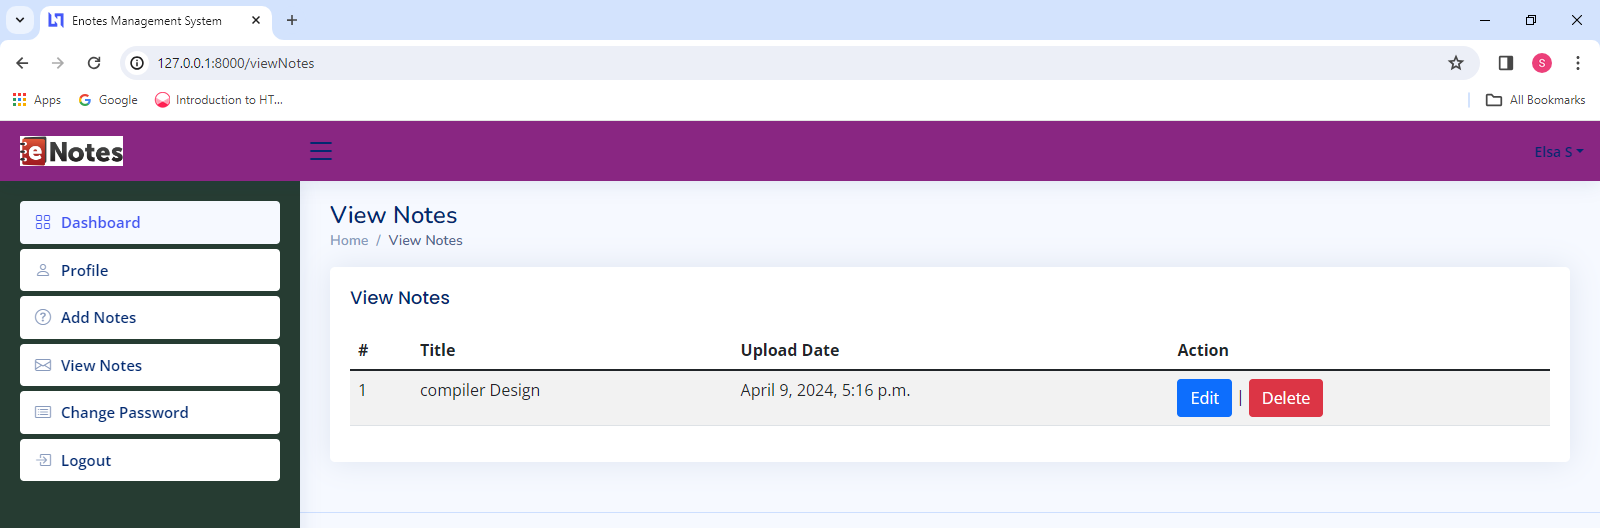 Enotes Management System
127.0.0.1:8000/viewNotes
S
Apps Google Introduction to HT... All Bookmarks
eNotes Elsa S
Dashboard
Profile
Add Notes
View Notes
Change Password
Logout
View Notes
Home / View Notes
View Notes
# Title Upload Date Action
1 compiler Design April 9, 2024, 5:16 p.m. Edit | Delete